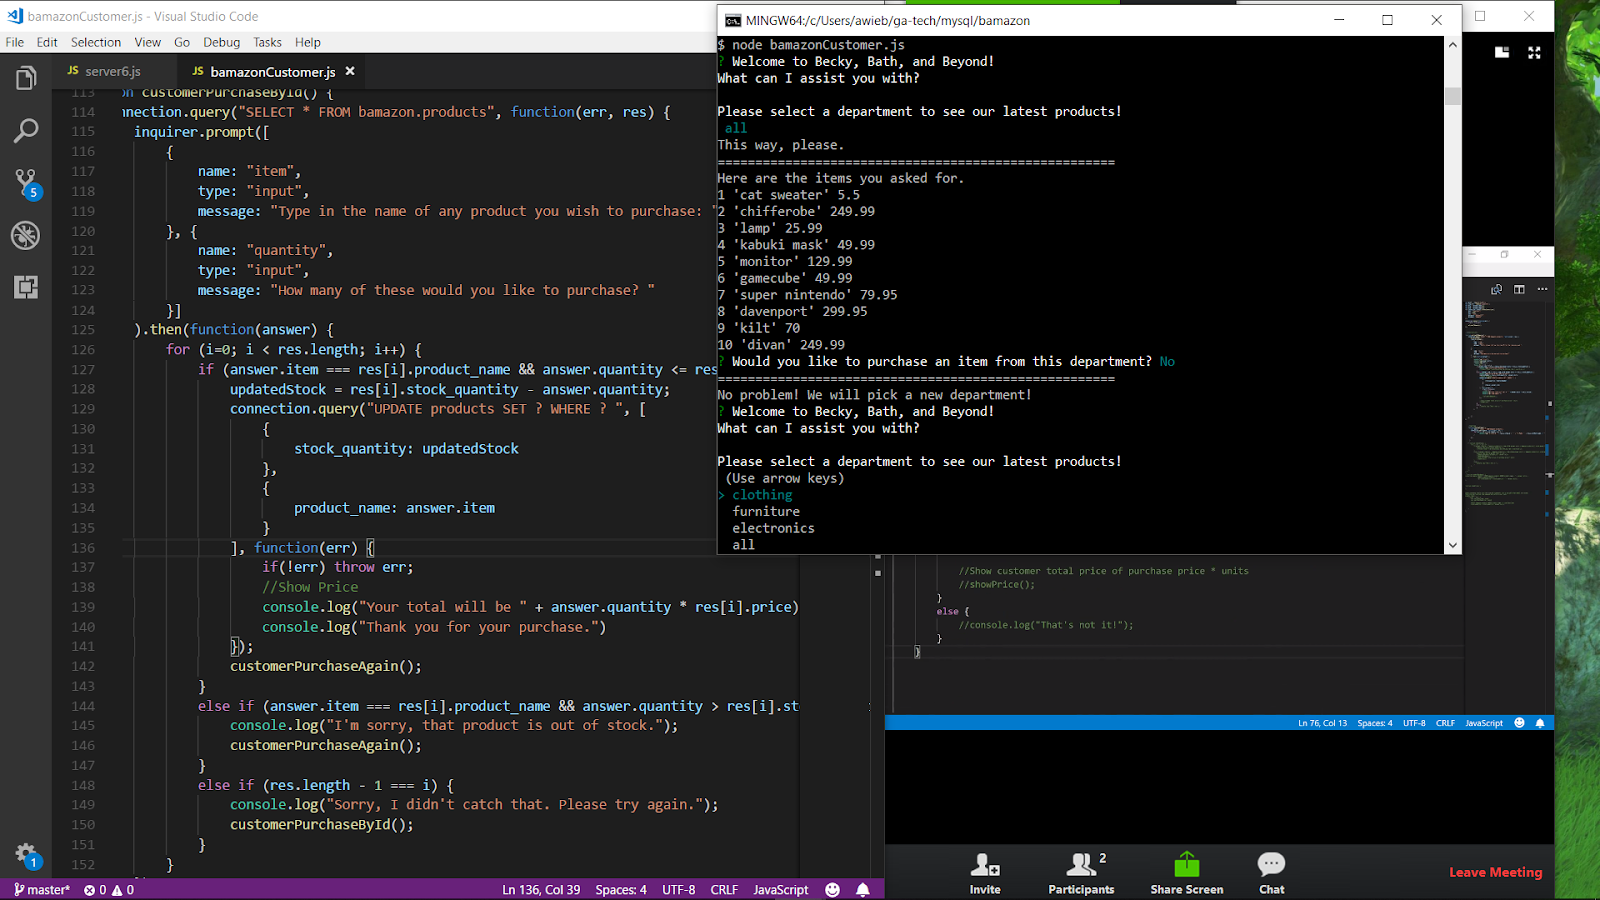 bamazonCustomer.js - Visual Studio Code
File Edit Selection View Go Debug Tasks Help
JS server6.js JS bamazonCustomer.js ×
113 on customerPurchaseById() {
114 nnection.query("SELECT * FROM bamazon.products", function(err, res) {
115 inquirer.prompt([
116 {
117 name: "item",
118 type: "input",
119 message: "Type in the name of any product you wish to purchase: "
120 }, {
121 name: "quantity",
122 type: "input",
123 message: "How many of these would you like to purchase? "
124 }]
125 ).then(function(answer) {
126 for (i=0; i < res.length; i++) {
127 if (answer.item === res[i].product_name && answer.quantity <= res
128 updatedStock = res[i].stock_quantity - answer.quantity;
129 connection.query("UPDATE products SET ? WHERE ? ", [
130 {
131 stock_quantity: updatedStock
132 },
133 {
134 product_name: answer.item
135 }
136 ], function(err) {
137 if(!err) throw err;
138 //Show Price
139 console.log("Your total will be " + answer.quantity * res[i].price)
140 console.log("Thank you for your purchase.")
141 });
142 customerPurchaseAgain();
143 }
144 else if (answer.item === res[i].product_name && answer.quantity > res[i].st
145 console.log("I'm sorry, that product is out of stock.");
146 customerPurchaseAgain();
147 }
148 else if (res.length - 1 === i) {
149 console.log("Sorry, I didn't catch that. Please try again.");
150 customerPurchaseById();
151 }
152 }
5
1
master* 0 0 Ln 136, Col 39 Spaces: 4 UTF-8 CRLF JavaScript
MINGW64:/c/Users/awieb/ga-tech/mysql/bamazon
$ node bamazonCustomer.js
? Welcome to Becky, Bath, and Beyond!
What can I assist you with?
Please select a department to see our latest products!
all
This way, please.
=====================================================
Here are the items you asked for.
1 'cat sweater' 5.5
2 'chifferobe' 249.99
3 'lamp' 25.99
4 'kabuki mask' 49.99
5 'monitor' 129.99
6 'gamecube' 49.99
7 'super nintendo' 79.95
8 'davenport' 299.95
9 'kilt' 70
10 'divan' 249.99
? Would you like to purchase an item from this department? No
=====================================================
No problem! We will pick a new department!
? Welcome to Becky, Bath, and Beyond!
What can I assist you with?
Please select a department to see our latest products!
(Use arrow keys)
> clothing
furniture
electronics
all
//Show customer total price of purchase price * units
//showPrice();
}
else {
//console.log("That's not it!");
}
}
Ln 76, Col 13 Spaces: 4 UTF-8 CRLF JavaScript
2
Invite Participants Share Screen Chat Leave Meeting